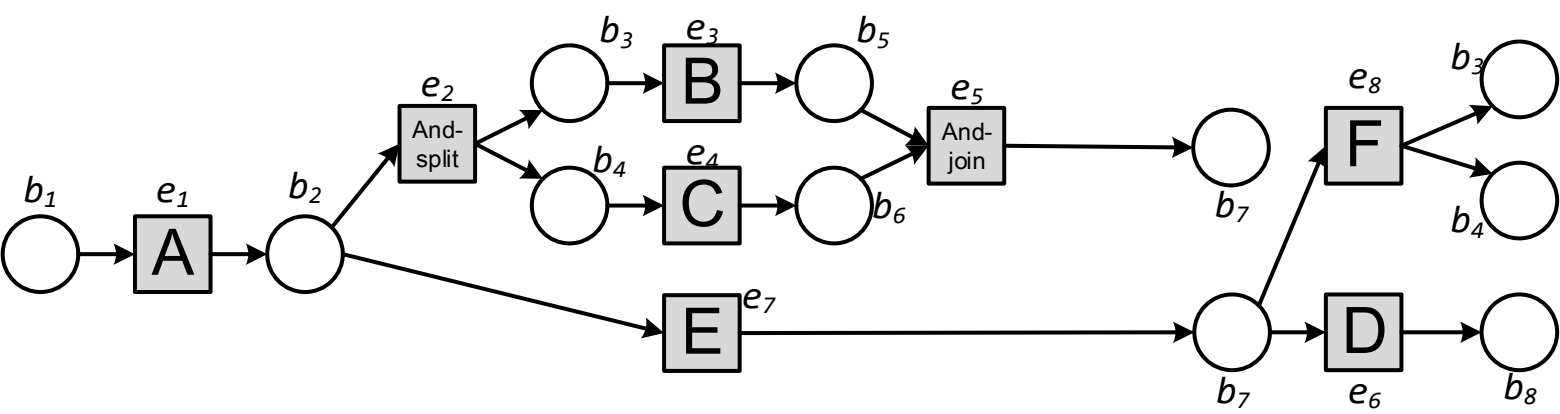 b₁
e₁
A
b₂
e₂
And-
split
b₃
e₃
B
b₅
b₄
e₄
C
b₆
e₅
And-
join
b₇
e₇
E
b₇
e₈
F
b₃
b₄
D
e₆
b₈